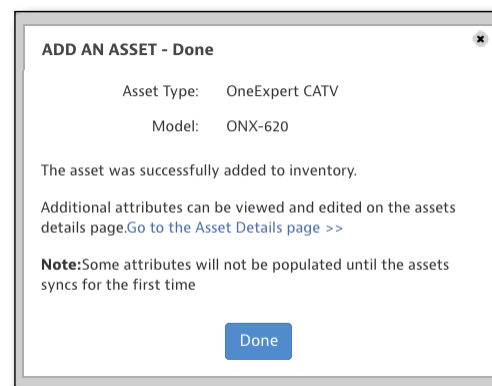 ADD AN ASSET - Done
Asset Type: OneExpert CATV
Model: ONX-620
The asset was successfully added to inventory.
Additional attributes can be viewed and edited on the assets
details page.Go to the Asset Details page >>
Note:Some attributes will not be populated until the assets
syncs for the first time
Done